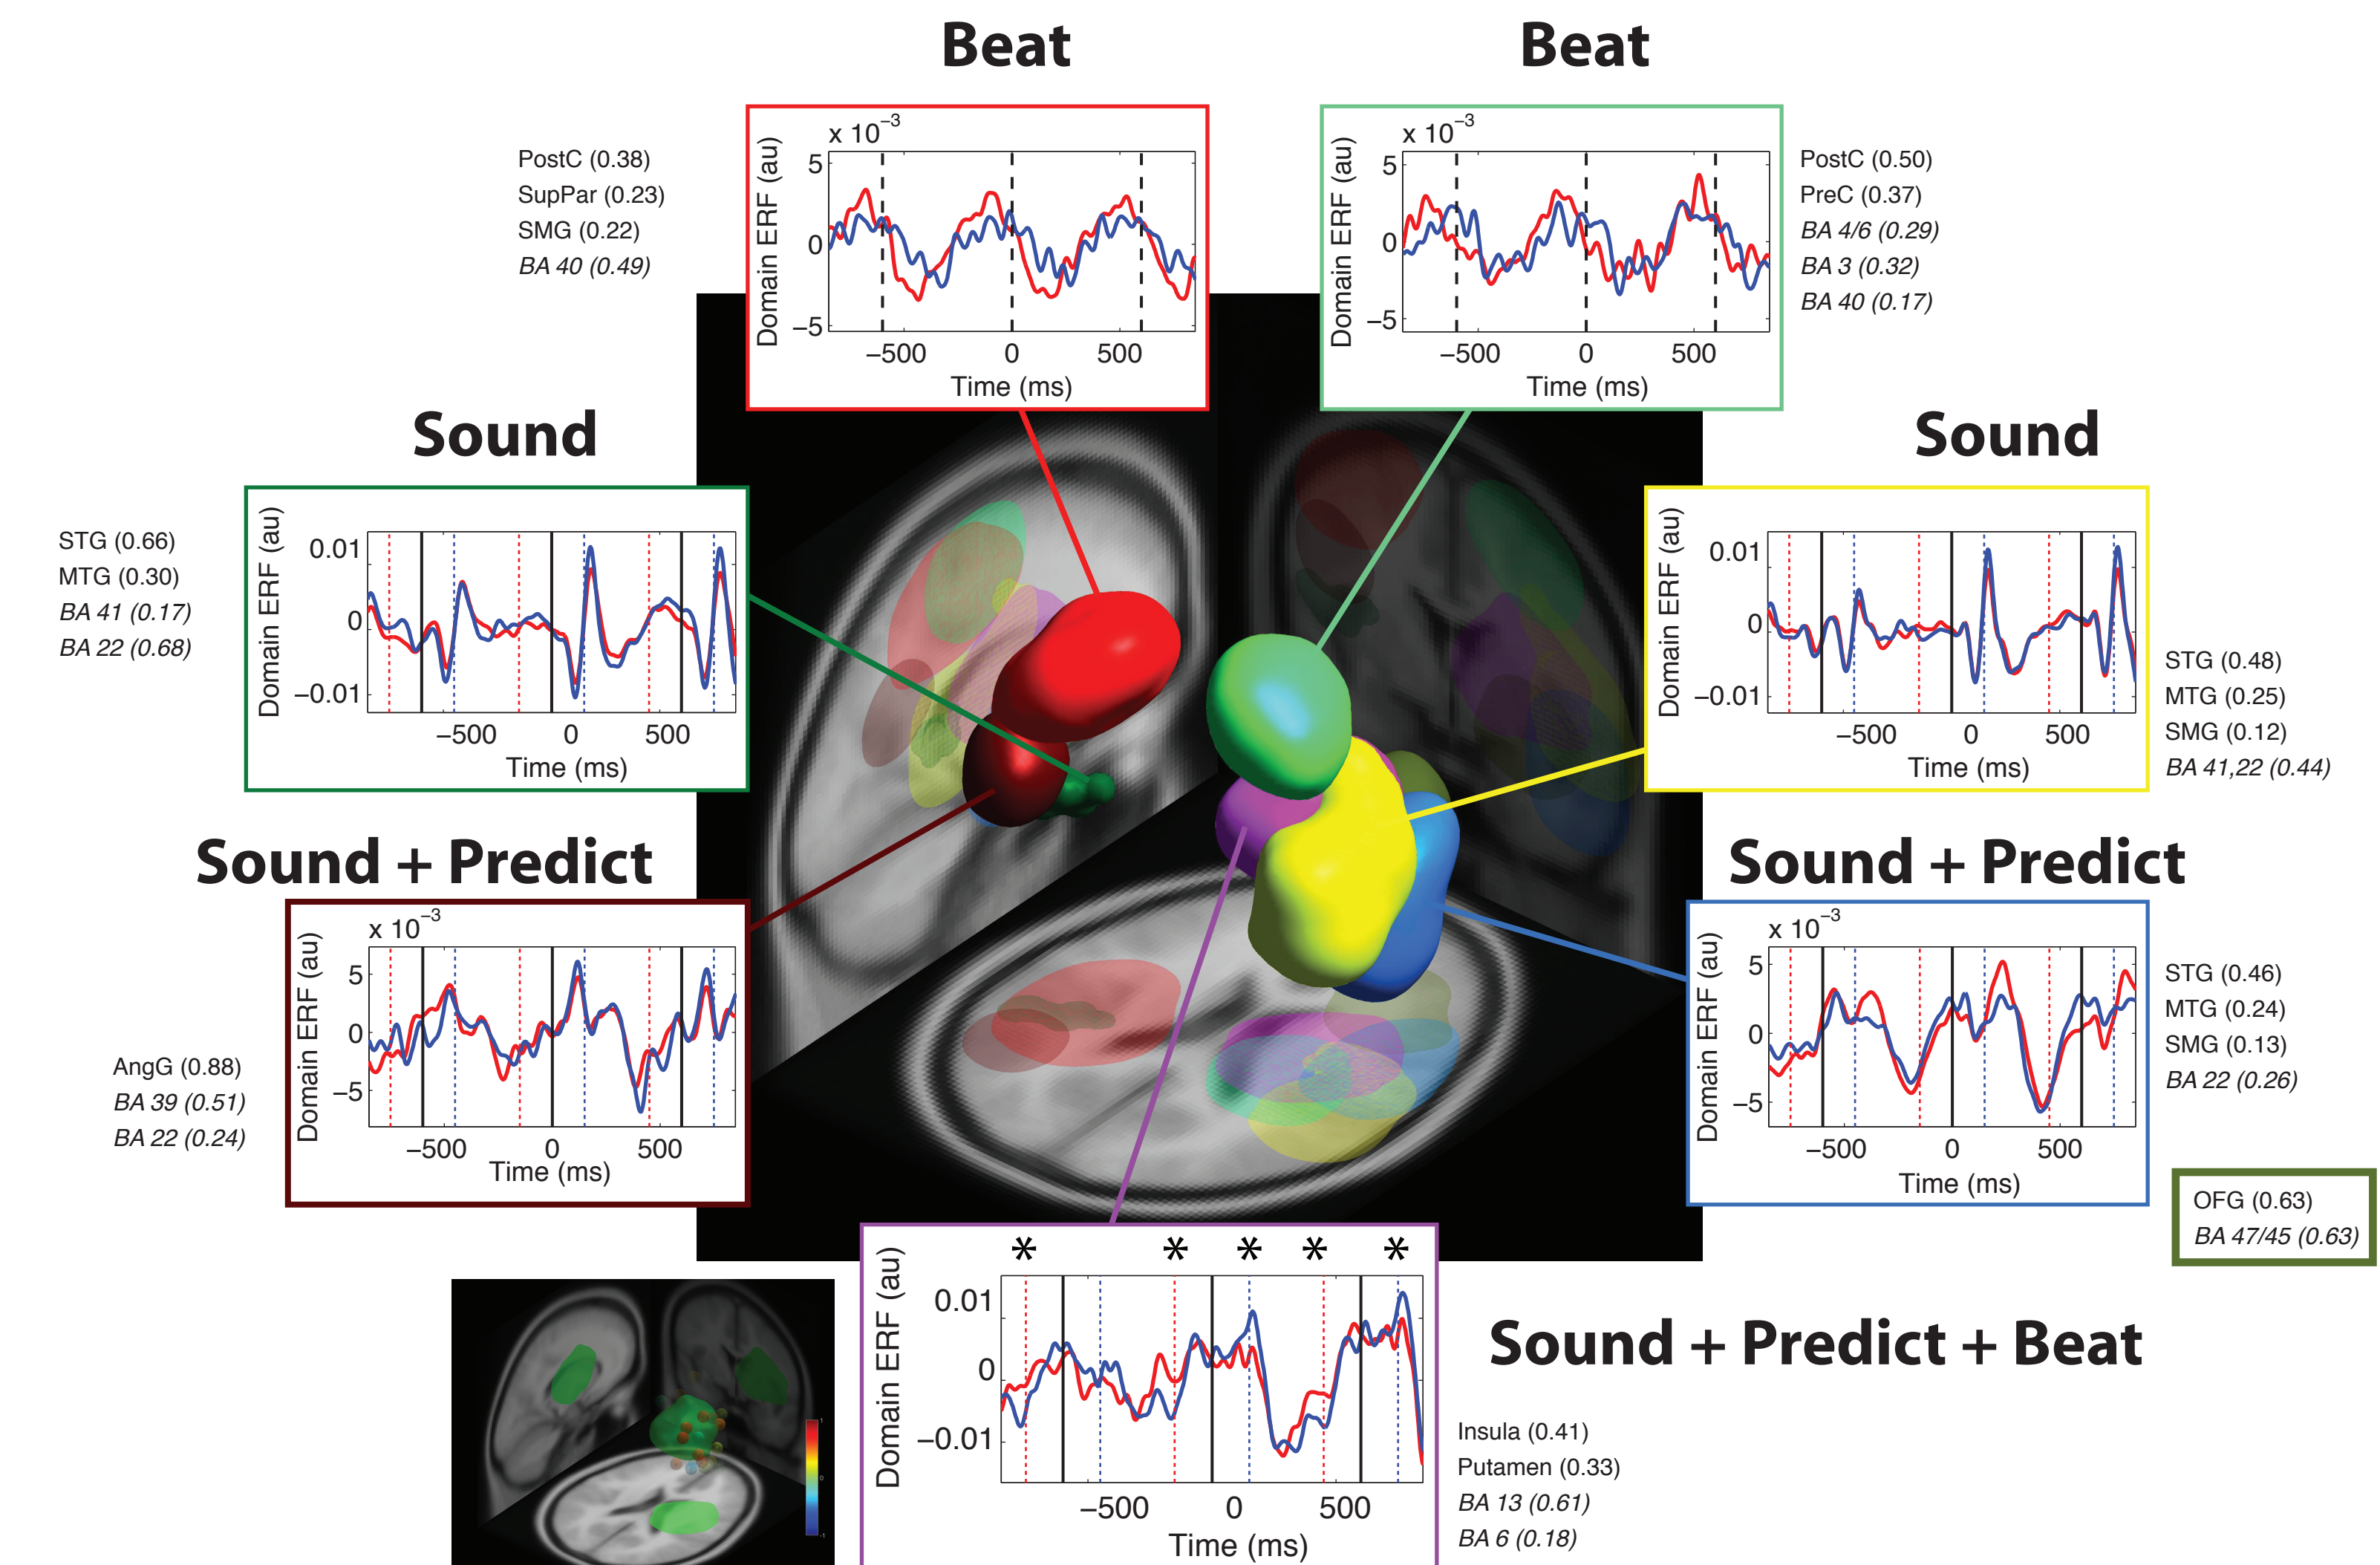 Beat
Beat
PostC (0.38)
SupPar (0.23)
SMG (0.22)
BA 40 (0.49)
x 10−3
Domain ERF (au)
5
0
−5
−500 0 500
Time (ms)
x 10−3
Domain ERF (au)
5
0
−5
−500 0 500
Time (ms)
PostC (0.50)
PreC (0.37)
BA 4/6 (0.29)
BA 3 (0.32)
BA 40 (0.17)
Sound
Sound
STG (0.66)
MTG (0.30)
BA 41 (0.17)
BA 22 (0.68)
Domain ERF (au)
0.01
0
−0.01
−500 0 500
Time (ms)
Domain ERF (au)
0.01
0
−0.01
−500 0 500
Time (ms)
STG (0.48)
MTG (0.25)
SMG (0.12)
BA 41,22 (0.44)
Sound + Predict
Sound + Predict
AngG (0.88)
BA 39 (0.51)
BA 22 (0.24)
x 10−3
Domain ERF (au)
5
0
−5
−500 0 500
Time (ms)
x 10−3
Domain ERF (au)
5
0
−5
−500 0 500
Time (ms)
STG (0.46)
MTG (0.24)
SMG (0.13)
BA 22 (0.26)
OFG (0.63)
BA 47/45 (0.63)
* * * * *
Domain ERF (au)
0.01
0
−0.01
−500 0 500
Time (ms)
Sound + Predict + Beat
Insula (0.41)
Putamen (0.33)
BA 13 (0.61)
BA 6 (0.18)
1
0
-1